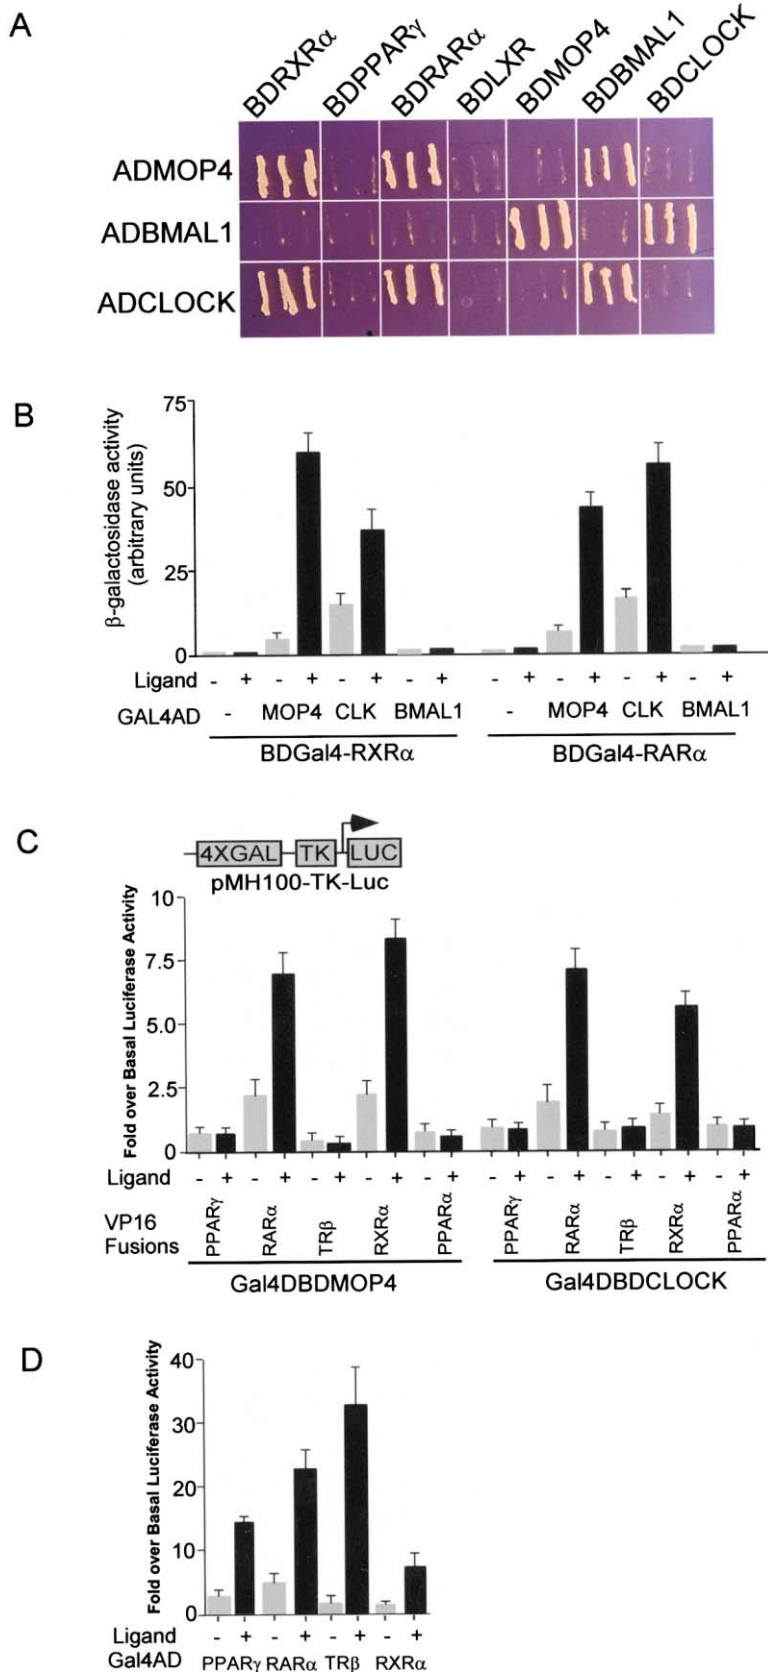 A
BDRXRα BDPPARγ BDRARα BDLXR BDMOP4 BDBMAL1 BDCLOCK
ADMOP4
ADBMAL1
ADCLOCK
B
β-galactosidase activity
(arbitrary units)
75
50
25
0
Ligand - + - + - + - + - + - + - + - +
GAL4AD - MOP4 CLK BMAL1 - MOP4 CLK BMAL1
BDGal4-RXRα BDGal4-RARα
C
4XGAL TK LUC
pMH100-TK-Luc
Fold over Basal Luciferase Activity
10
7.5
5.0
2.5
0
Ligand - + - + - + - + - + - + - + - + - + - +
VP16
Fusions
PPARγ RARα TRβ RXRα PPARα PPARγ RARα TRβ RXRα PPARα
Gal4DBDMOP4 Gal4DBDCLOCK
D
Fold over Basal Luciferase Activity
40
30
20
10
0
Ligand - + - + - + - +
Gal4AD PPARγ RARα TRβ RXRα